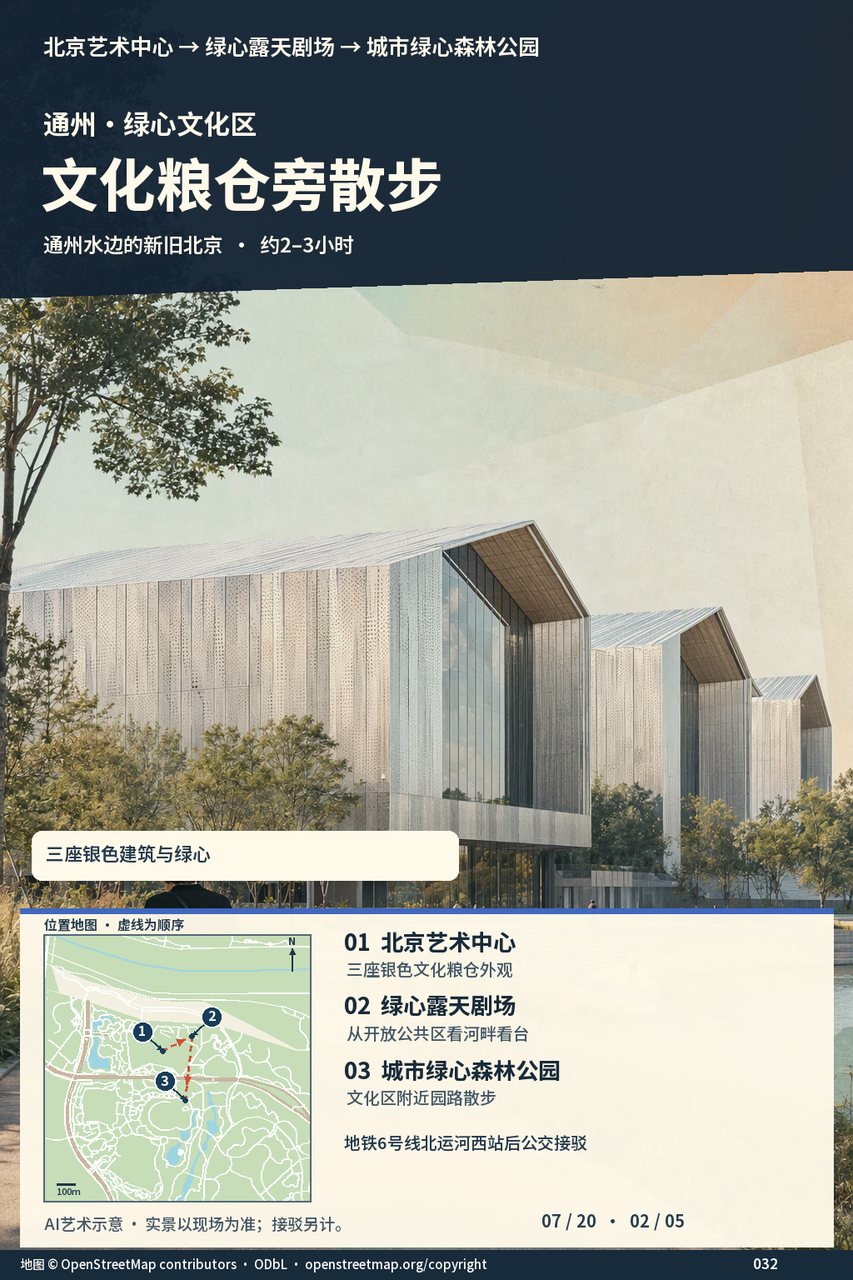 北京艺术中心 → 绿心露天剧场 → 城市绿心森林公园
通州·绿心文化区
文化粮仓旁散步
通州水边的新旧北京 · 约2–3小时
三座银色建筑与绿心
位置地图 · 虚线为顺序
N
1
2
3
100m
01 北京艺术中心
三座银色文化粮仓外观
02 绿心露天剧场
从开放公共区看河畔看台
03 城市绿心森林公园
文化区附近园路散步
地铁6号线北运河西站后公交接驳
AI艺术示意 · 实景以现场为准；接驳另计。
07 / 20 · 02 / 05
地图 © OpenStreetMap contributors · ODbL · openstreetmap.org/copyright
032